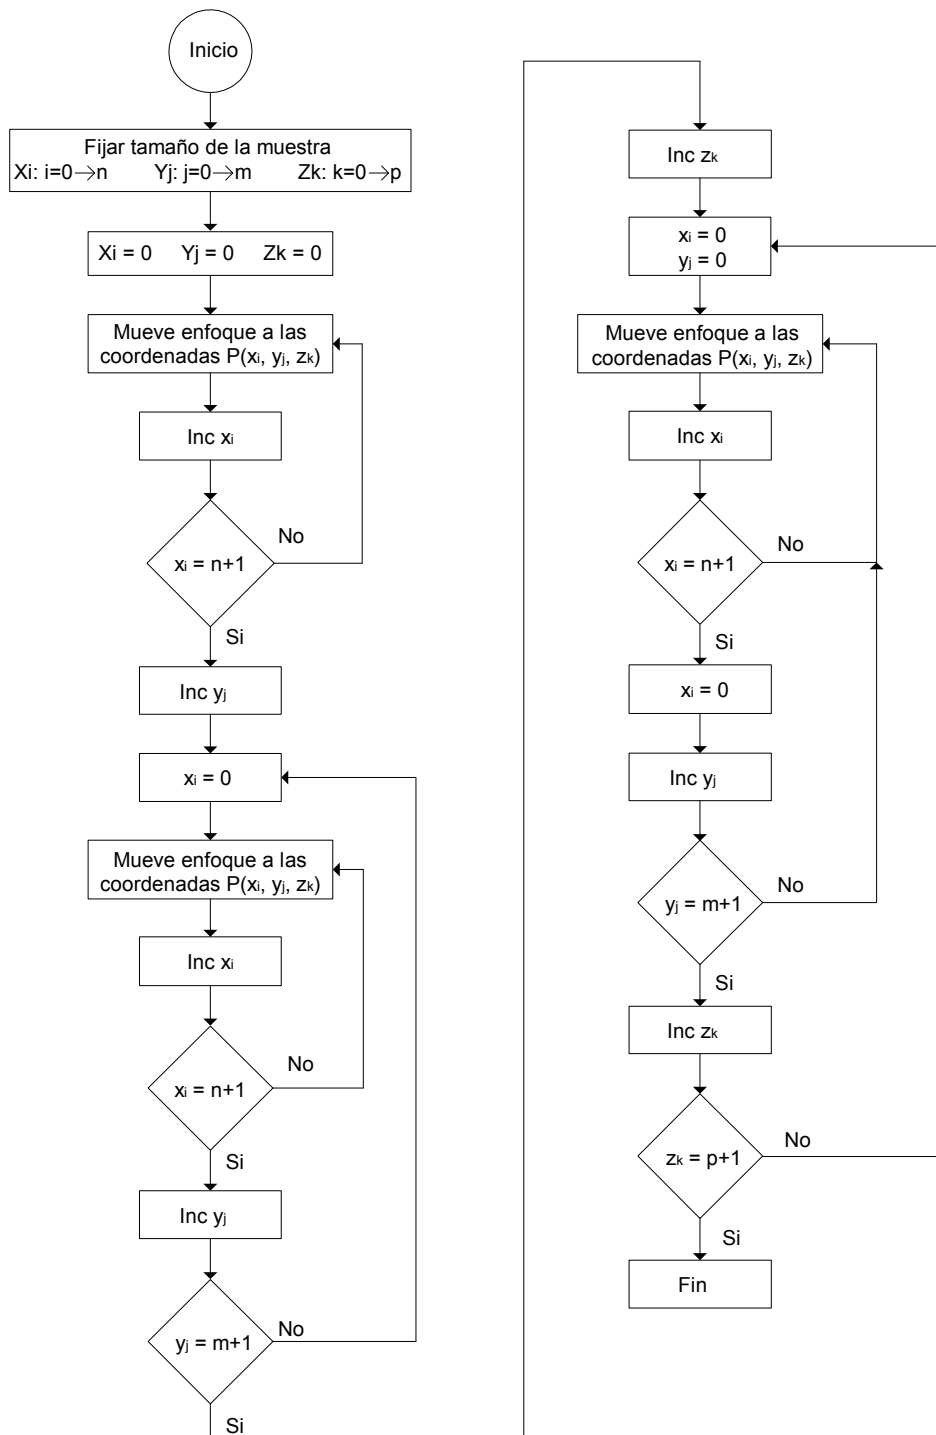 Inicio
Fijar tamaño de la muestra
Xi: i=0→n Yj: j=0→m Zk: k=0→p
Xi = 0 Yj = 0 Zk = 0
Mueve enfoque a las
coordenadas P(xi, yj, zk)
Inc xi
xi = n+1
No
Si
Inc yj
xi = 0
Mueve enfoque a las
coordenadas P(xi, yj, zk)
Inc xi
xi = n+1
No
Si
Inc yj
yj = m+1
No
Si
Inc zk
xi = 0
yj = 0
Mueve enfoque a las
coordenadas P(xi, yj, zk)
Inc xi
xi = n+1
No
Si
xi = 0
Inc yj
yj = m+1
No
Si
Inc zk
zk = p+1
No
Si
Fin